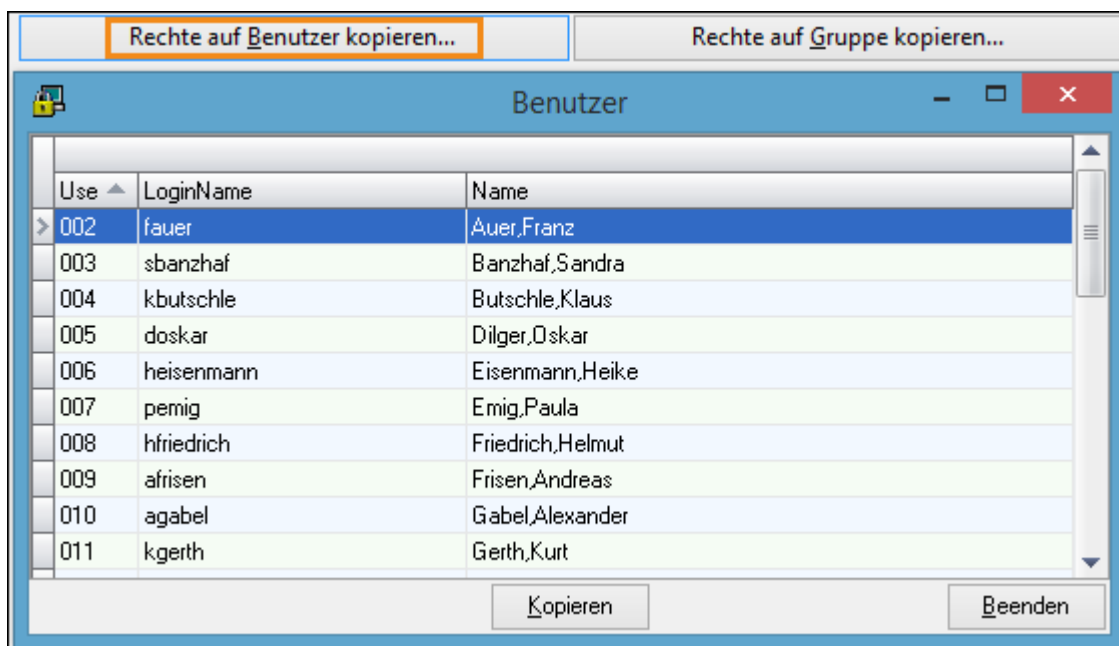 Rechte auf Benutzer kopieren... Rechte auf Gruppe kopieren...
Benutzer
Use LoginName Name
002 fauer Auer,Franz
003 sbanzhaf Banzhaf,Sandra
004 kbutschle Butschle,Klaus
005 doskar Dilger,Oskar
006 heisenmann Eisenmann,Heike
007 pemig Emig,Paula
008 hfriedrich Friedrich,Helmut
009 afrisen Frisen,Andreas
010 agabel Gabel,Alexander
011 kgerth Gerth,Kurt
Kopieren Beenden